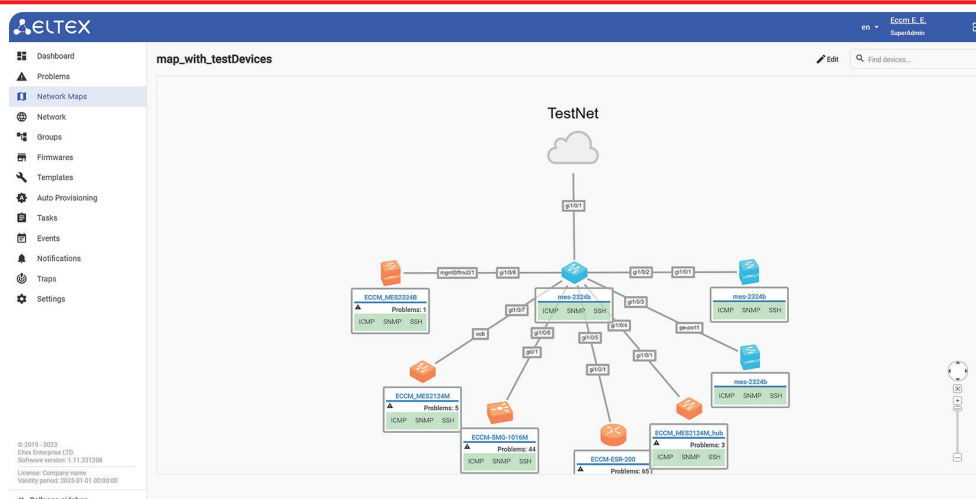 ELTEX
en
Eccm E. E.
SuperAdmin
Dashboard
Problems
Network Maps
Network
Groups
Firmwares
Templates
Auto Provisioning
Tasks
Events
Notifications
Traps
Settings
© 2019 - 2023
Eltex Enterprise LTD.
Software version: 1.11.331206
License: Company name
Validity period: 2025-01-01 00:00:00
map_with_testDevices
Edit
Find devices...
TestNet
gi1/0/1
mgmt0/fmc0/1
gi1/0/8
gi1/0/2
gi1/0/1
ECCM_MES2324B
Problems: 1
ICMP SNMP SSH
mes-2324b
ICMP SNMP SSH
mes-2324b
ICMP SNMP SSH
gi1/0/7
gi1/0/3
gi1/0/4
oob
gi1/0/6
gi1/0/5
ge-port1
gi0/1
gi1/0/1
gi1/0/1
mes-2324b
ICMP SNMP SSH
ECCM_MES2124M
Problems: 5
ICMP SNMP SSH
ECCM-SMG-1016M
Problems: 44
ICMP SNMP SSH
ECCM-ESR-200
Problems: 65
ECCM_MES2124M_hub
Problems: 3
ICMP SNMP SSH